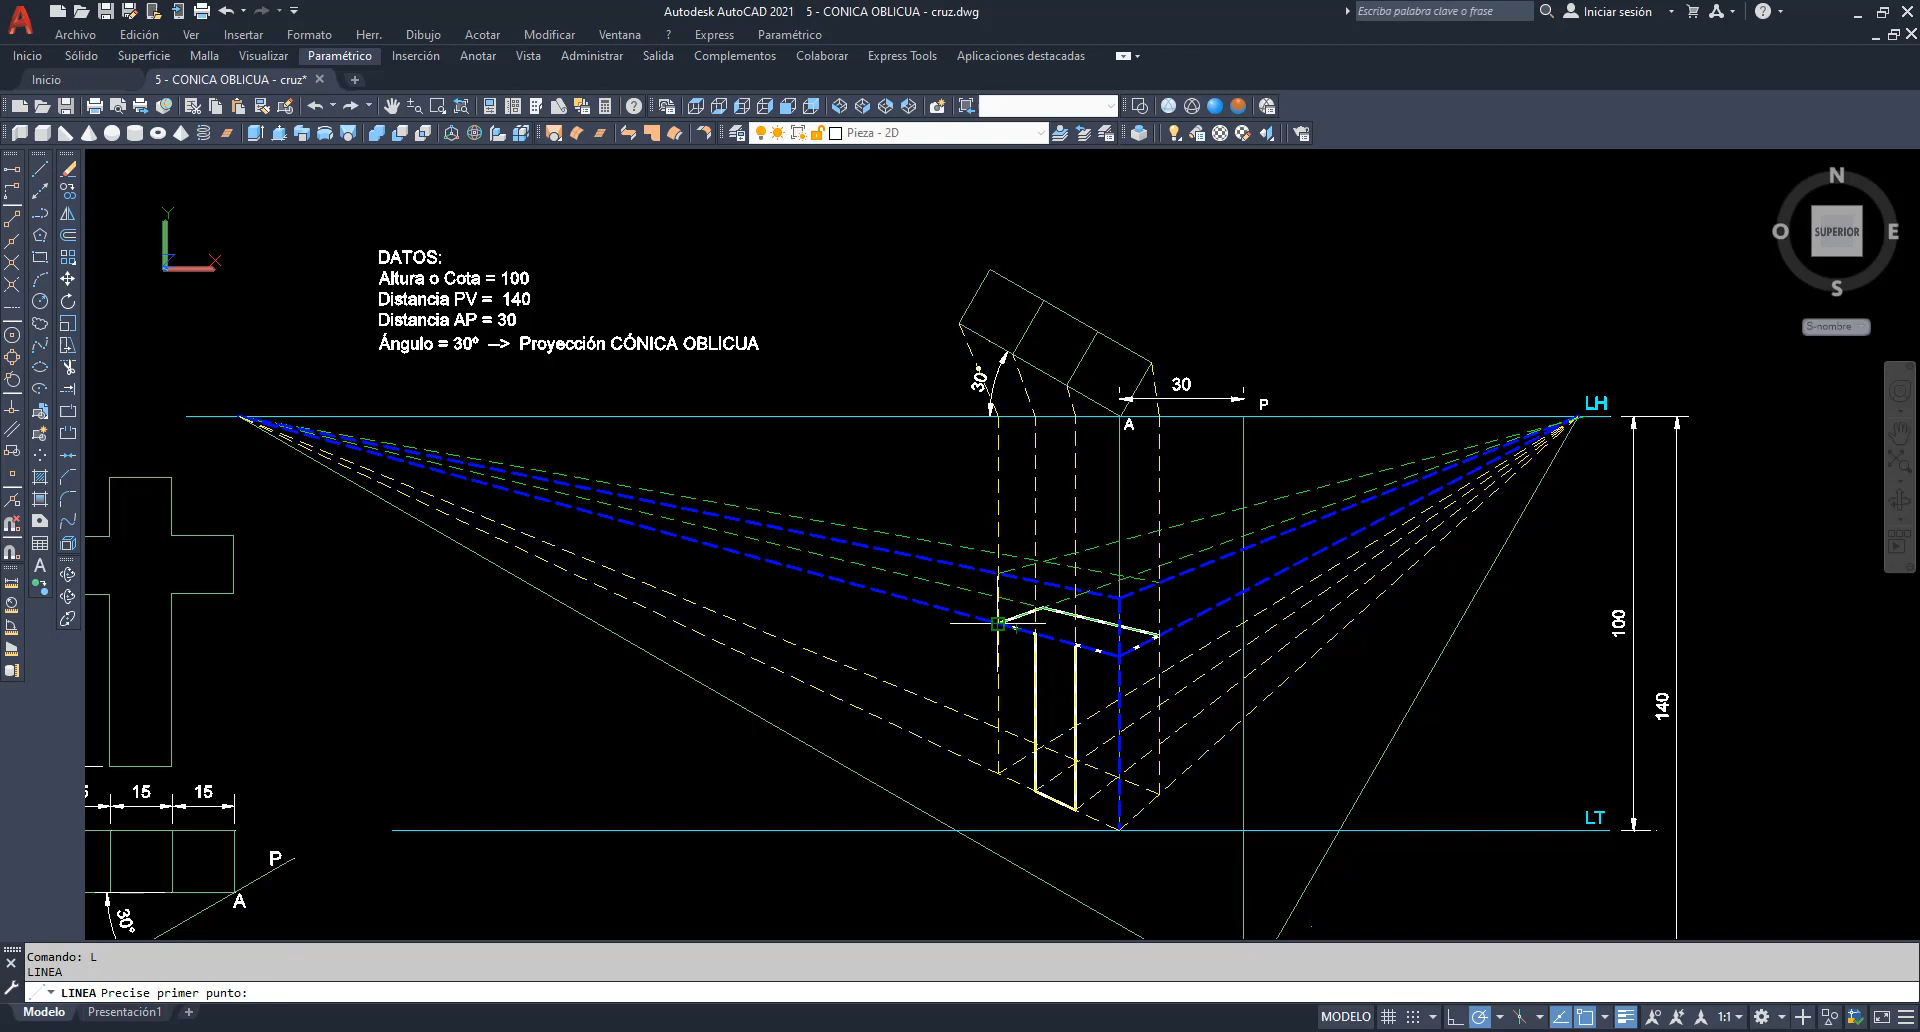 Autodesk AutoCAD 2021 5 - CONICA OBLICUA - cruz.dwg
Escriba palabra clave o frase
Iniciar sesión
Archivo Edición Ver Insertar Formato Herr. Dibujo Acotar Modificar Ventana ? Express Paramétrico
Inicio Sólido Superficie Malla Visualizar Paramétrico Inserción Anotar Vista Administrar Salida Complementos Colaborar Express Tools Aplicaciones destacadas
Inicio 5 - CONICA OBLICUA - cruz*
Pieza - 2D
N
O SUPERIOR E
S
S-nombre
Y
X
DATOS:
Altura o Cota = 100
Distancia PV = 140
Distancia AP = 30
Ángulo = 30º --> Proyección CÓNICA OBLICUA
30°
30
P
A
LH
100
140
LT
15 15
P
A
30°
Comando: L
LINEA
LINEA Precise primer punto:
Modelo Presentación1 +
MODELO 1:1